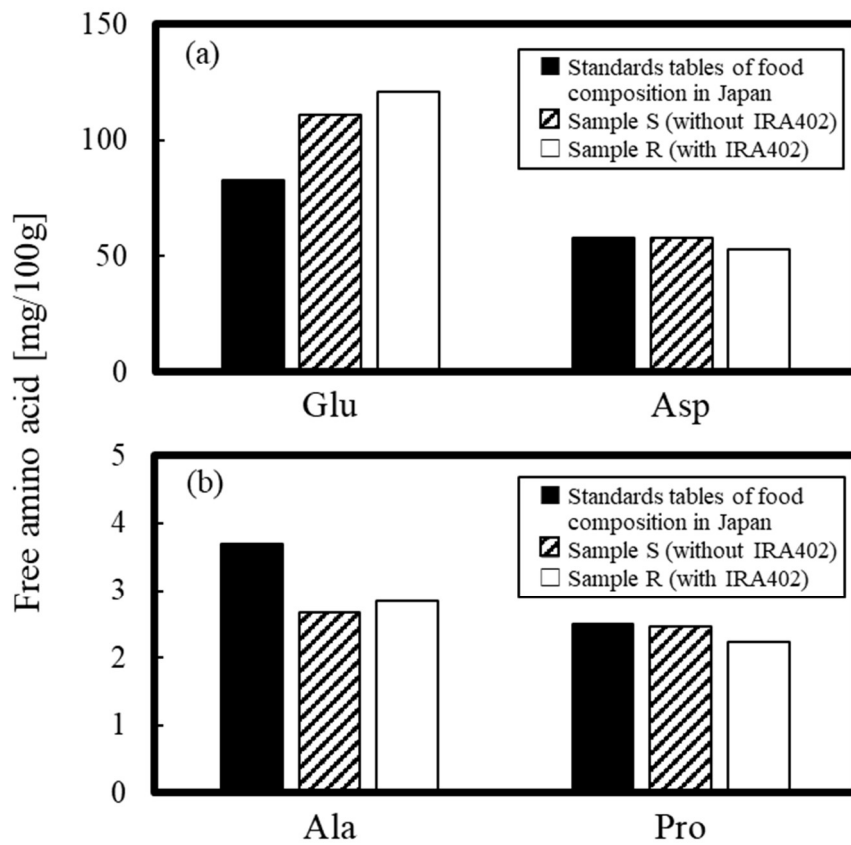 Free amino acid [mg/100g]
150
100
50
0
(a)
Standards tables of food
composition in Japan
Sample S (without IRA402)
Sample R (with IRA402)
Glu
Asp
5
4
3
2
1
0
(b)
Standards tables of food
composition in Japan
Sample S (without IRA402)
Sample R (with IRA402)
Ala
Pro